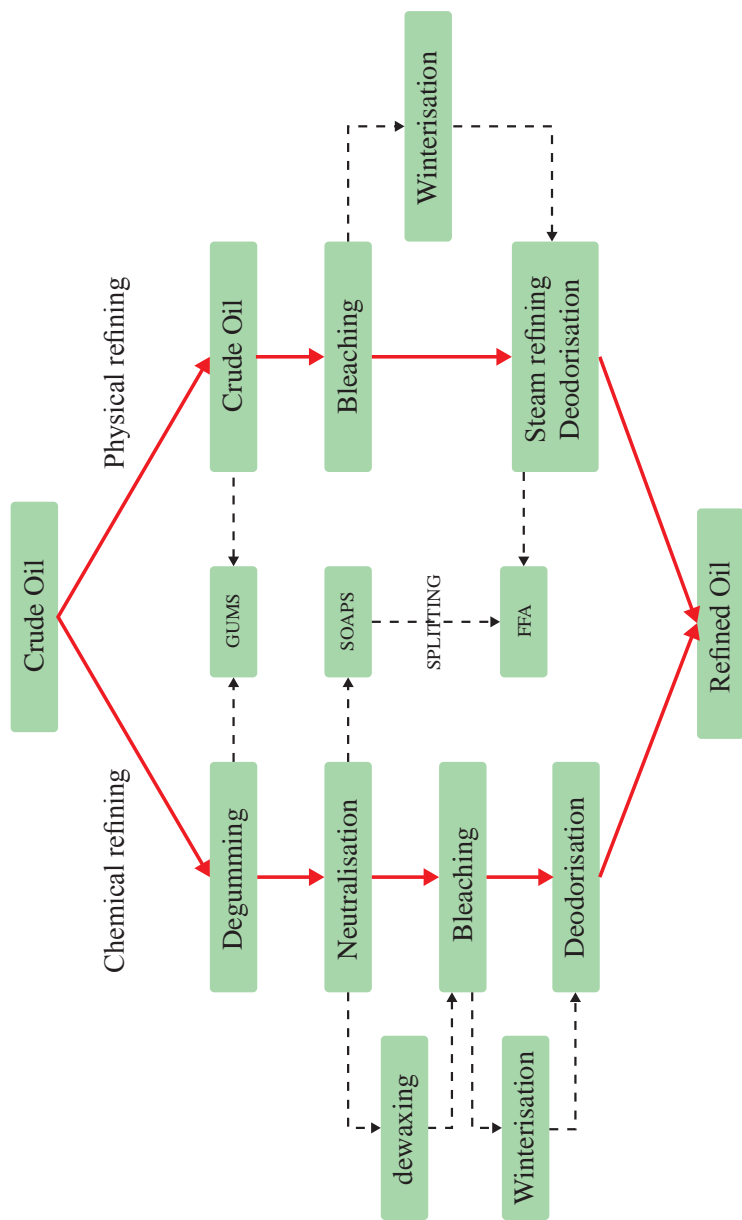 Crude Oil
Chemical refining
Physical refining
Degumming
GUMS
Crude Oil
Neutralisation
SOAPS
Bleaching
Winterisation
dewaxing
SPLITTING
Bleaching
Winterisation
FFA
Steam refining
Deodorisation
Deodorisation
Refined Oil